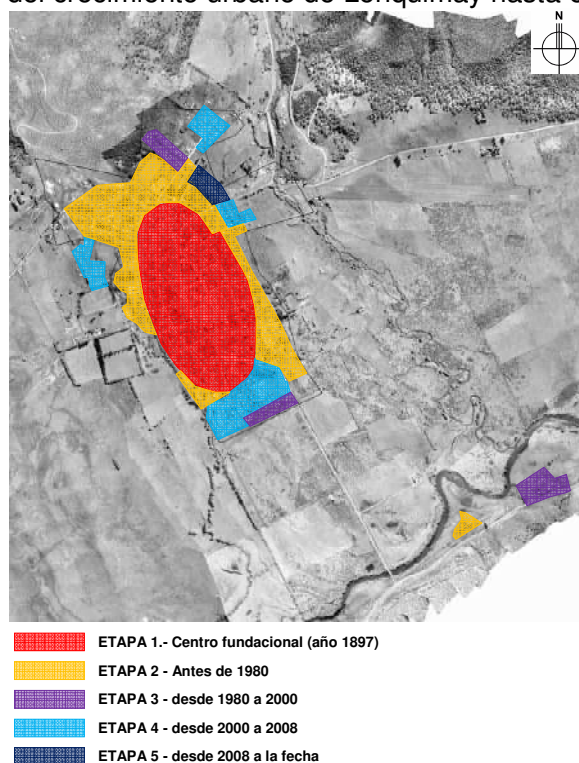 del crecimiento urbano de Lonquimay hasta
N
ETAPA 1.- Centro fundacional (año 1897)
ETAPA 2 - Antes de 1980
ETAPA 3 - desde 1980 a 2000
ETAPA 4 - desde 2000 a 2008
ETAPA 5 - desde 2008 a la fecha